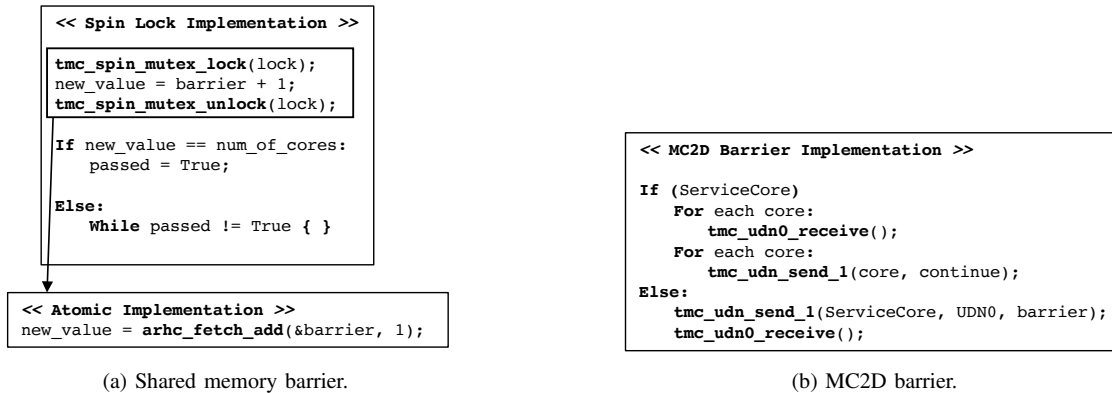 << Spin Lock Implementation >>
tmc_spin_mutex_lock(lock);
new_value = barrier + 1;
tmc_spin_mutex_unlock(lock);
If new_value == num_of_cores:
passed = True;
Else:
While passed != True { }
<< Atomic Implementation >>
new_value = arhc_fetch_add(&barrier, 1);
(a) Shared memory barrier.
<< MC2D Barrier Implementation >>
If (ServiceCore)
For each core:
tmc_udn0_receive();
For each core:
tmc_udn_send_1(core, continue);
Else:
tmc_udn_send_1(ServiceCore, UDN0, barrier);
tmc_udn0_receive();
(b) MC2D barrier.